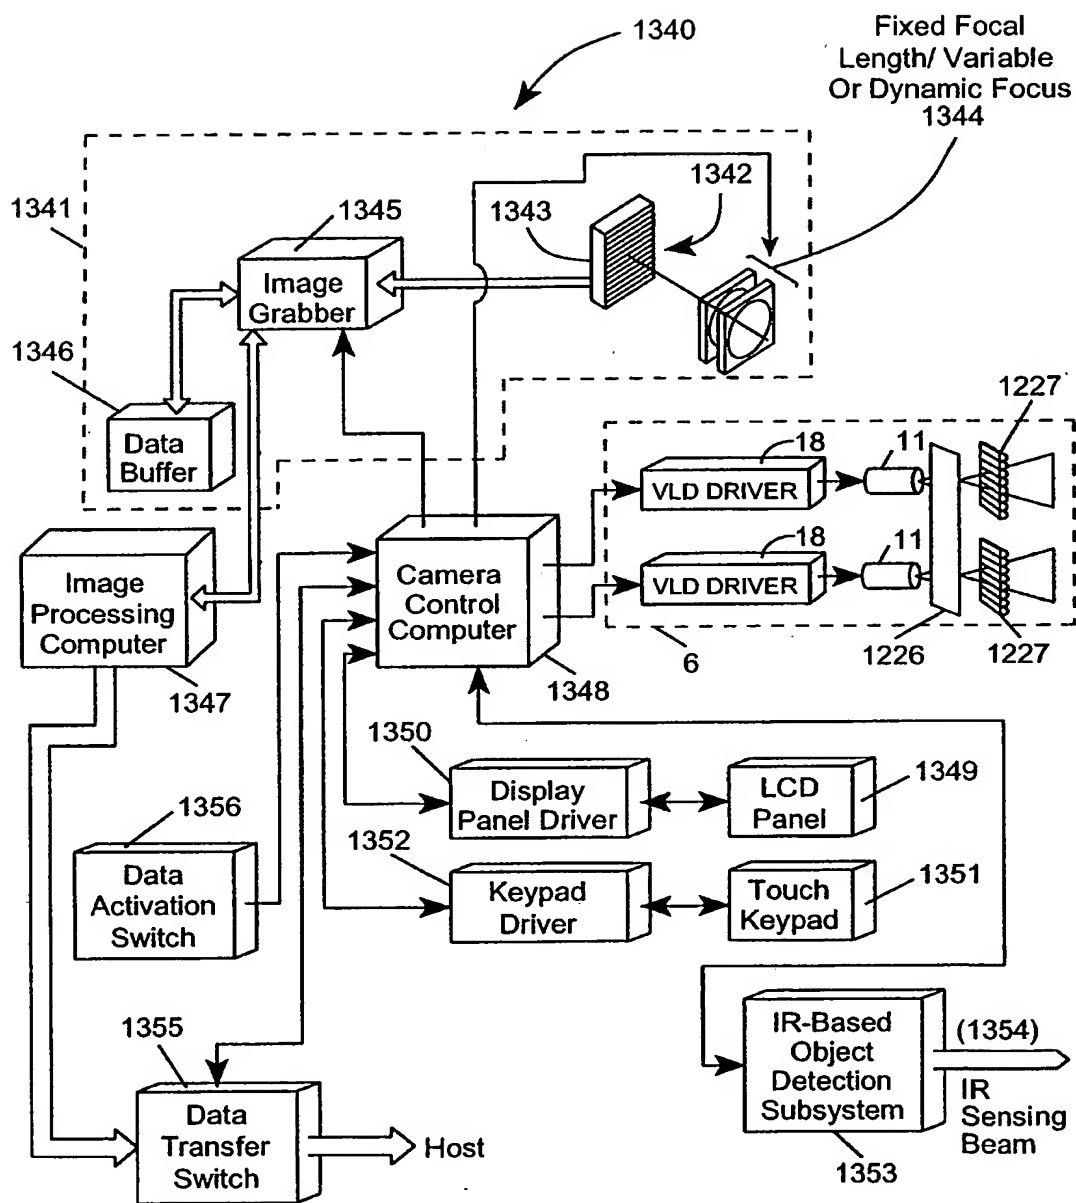 1340
Fixed Focal
Length/ Variable
Or Dynamic Focus
1344
1341
1345
1343
1342
Image
Grabber
1346
Data
Buffer
1227
18
11
VLD DRIVER
18
11
VLD DRIVER
6
1226
1227
Image
Processing
Computer
1347
Camera
Control
Computer
1348
1350
Display
Panel Driver
LCD
Panel
1349
1356
Data
Activation
Switch
1352
Keypad
Driver
Touch
Keypad
1351
1355
Data
Transfer
Switch
Host
IR-Based
Object
Detection
Subsystem
1353
(1354)
IR
Sensing
Beam